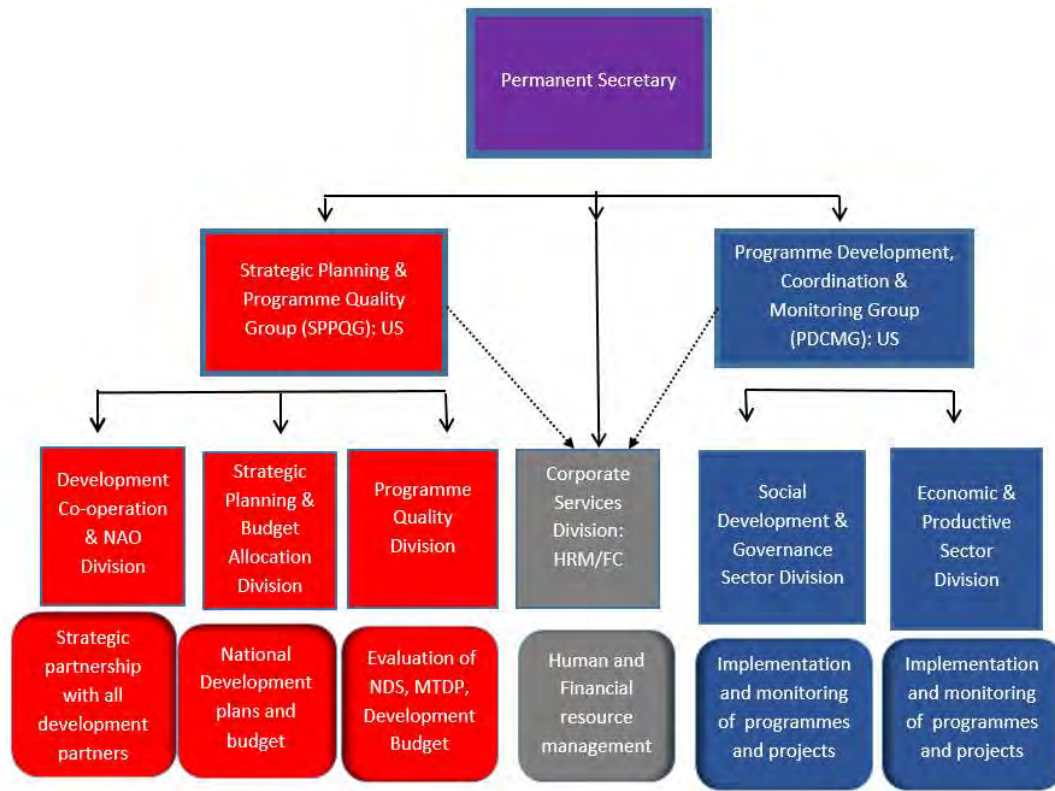 Permanent Secretary
Strategic Planning &
Programme Quality
Group (SPPQG): US
Programme Development,
Coordination &
Monitoring Group
(PDCMG): US
Development
Co-operation
& NAO
Division
Strategic
Planning &
Budget
Allocation
Division
Programme
Quality
Division
Corporate
Services
Division:
HRM/FC
Social
Development &
Governance
Sector Division
Economic &
Productive
Sector
Division
Strategic
partnership
with all
development
partners
National
Development
plans and
budget
Evaluation of
NDS, MTDP,
Development
Budget
Human and
Financial
resource
management
Implementation
and monitoring
of programmes
and projects
Implementation
and monitoring
of programmes
and projects